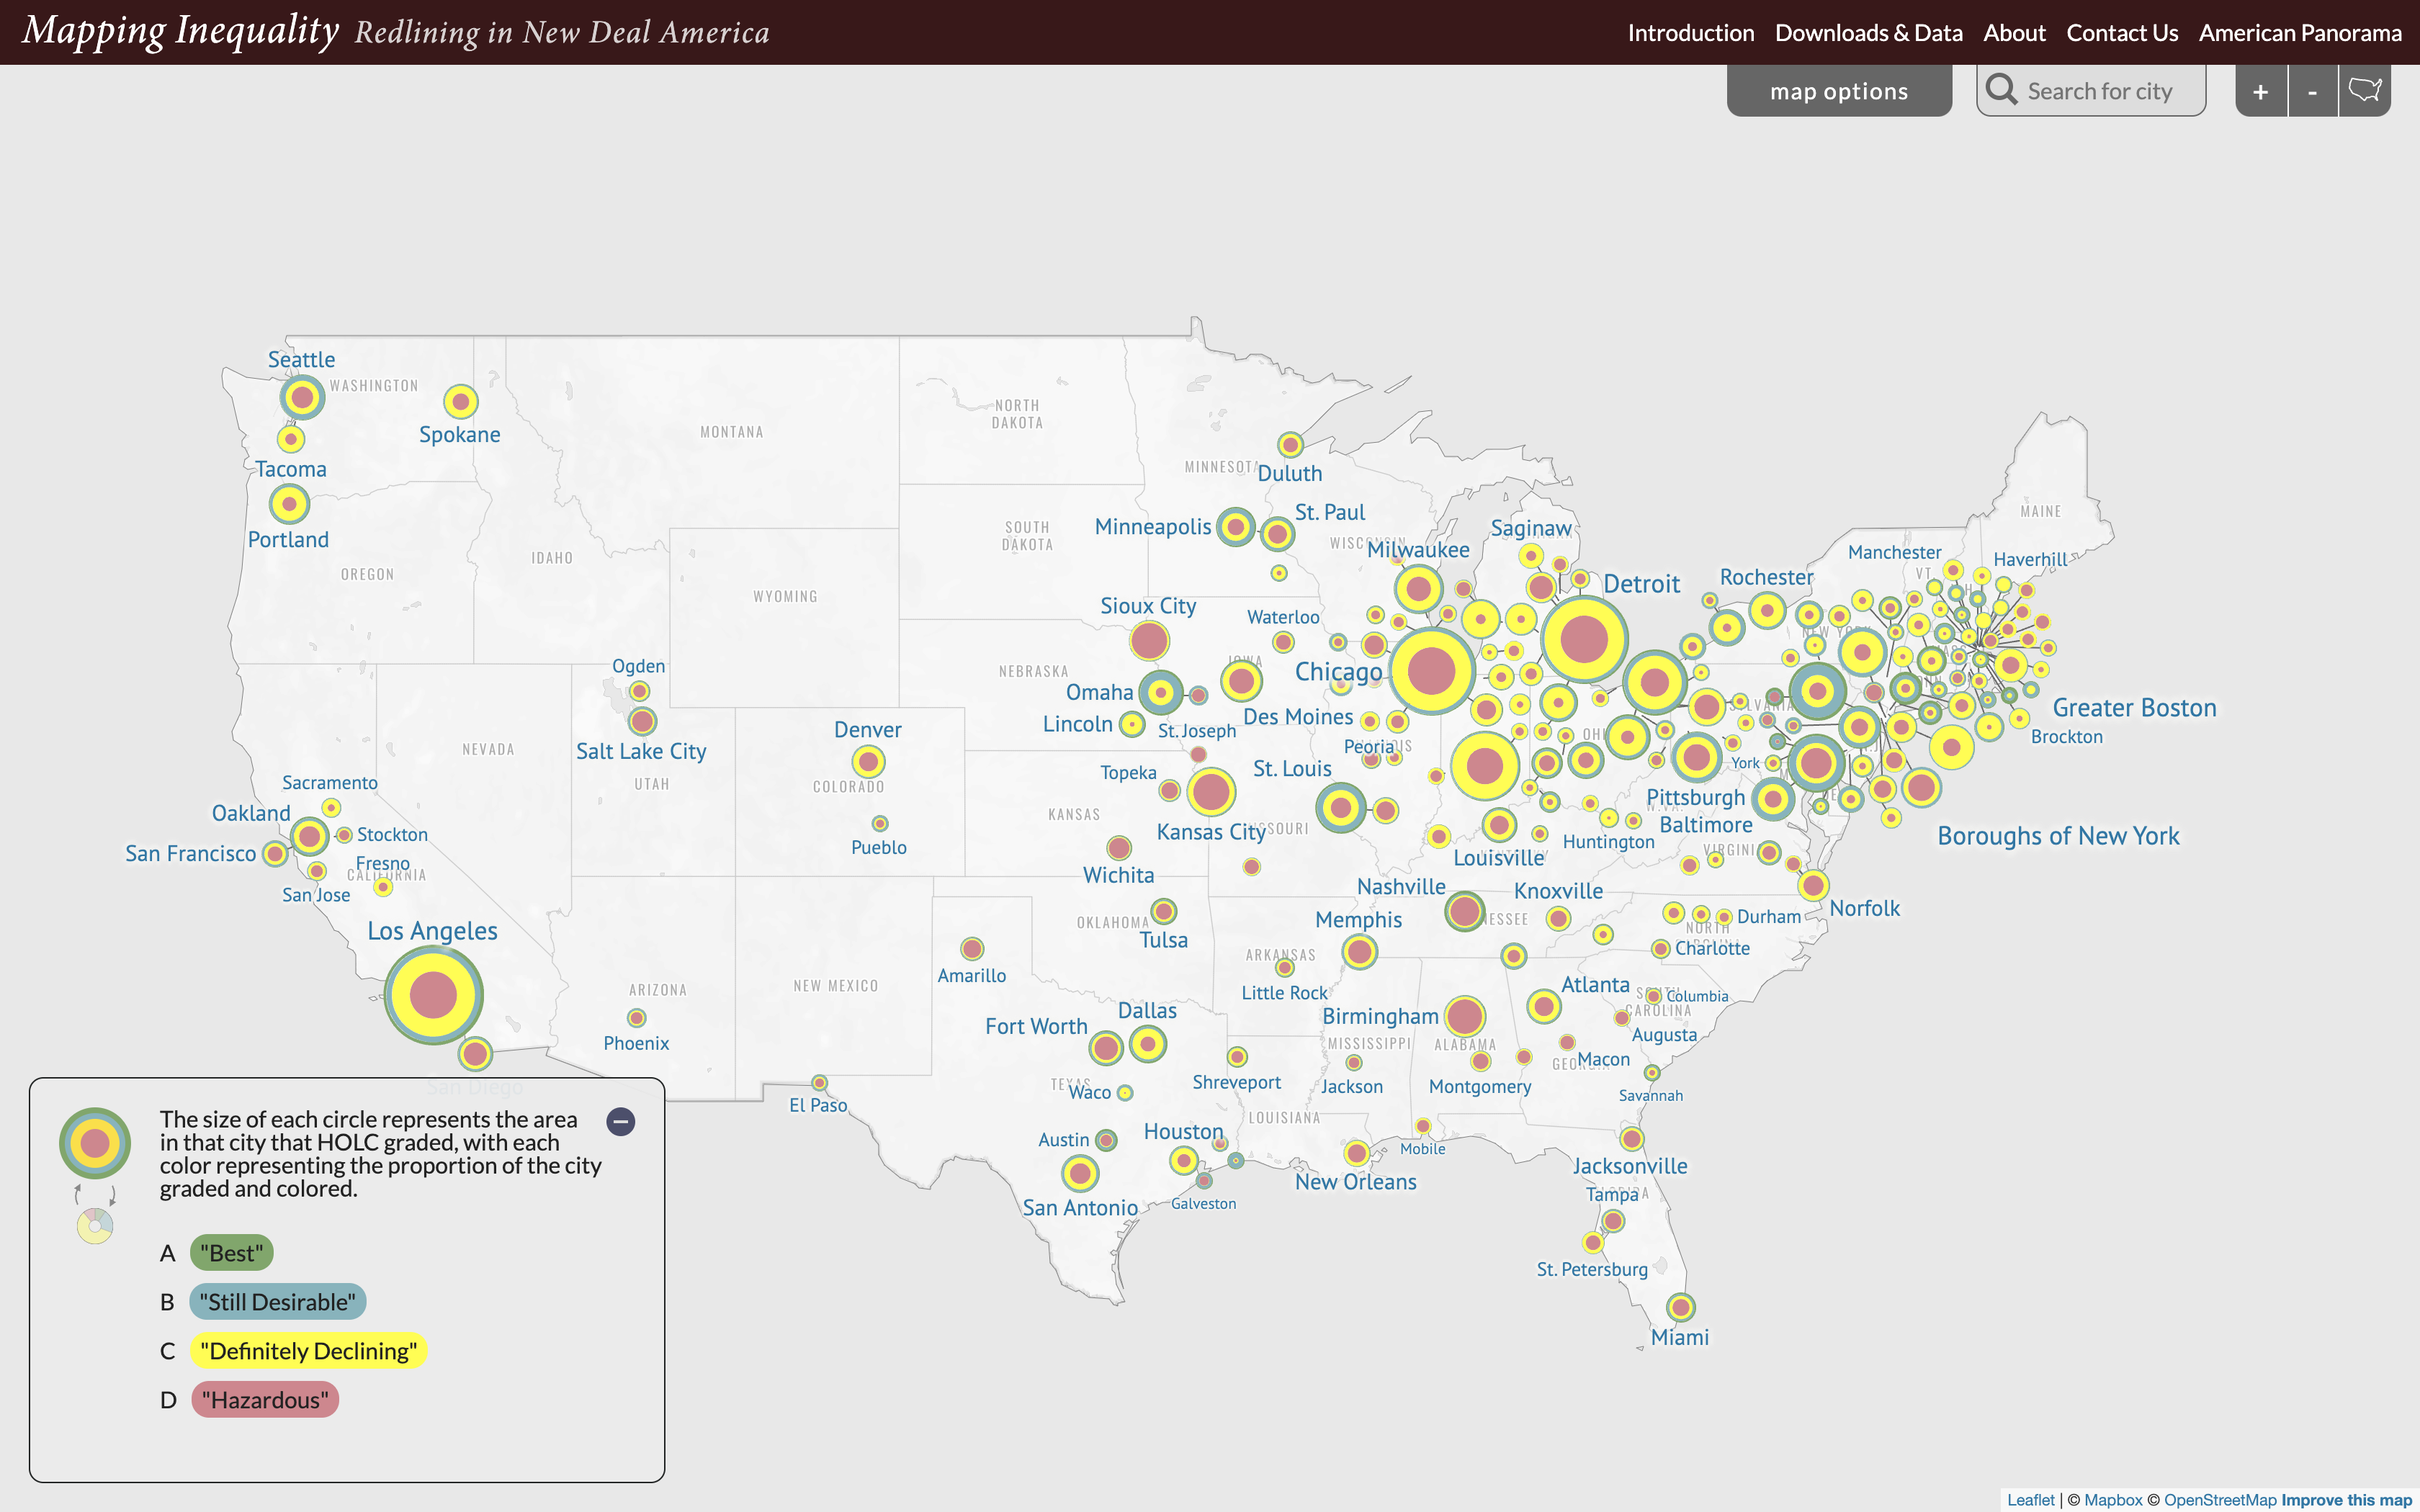 Mapping Inequality Redlining in New Deal America
Introduction Downloads & Data About Contact Us American Panorama
map options
Search for city
+ -
Seattle
WASHINGTON
Spokane
Tacoma
Portland
OREGON
IDAHO
MONTANA
NORTH
DAKOTA
SOUTH
DAKOTA
WYOMING
NEBRASKA
NEVADA
UTAH
COLORADO
KANSAS
CALIFORNIA
ARIZONA
NEW MEXICO
OKLAHOMA
TEXAS
Duluth
Minneapolis
St. Paul
Milwaukee
Saginaw
Detroit
Rochester
Manchester
Haverhill
MAINE
VT.
Sioux City
Waterloo
IOWA
Chicago
Omaha
Lincoln
Des Moines
St. Joseph
Peoria
Topeka
St. Louis
Kansas City
Wichita
Ogden
Salt Lake City
Denver
Pueblo
Sacramento
Oakland
Stockton
San Francisco
Fresno
San Jose
Los Angeles
San Diego
Phoenix
El Paso
Amarillo
Tulsa
ARKANSAS
Little Rock
Memphis
Nashville
Knoxville
Louisville
Huntington
Pittsburgh
Baltimore
York
Greater Boston
Brockton
Boroughs of New York
NEW YORK
VIRGINIA
Norfolk
Durham
NORTH
Charlotte
Columbia
CAROLINA
Augusta
Atlanta
Birmingham
MISSISSIPPI
ALABAMA
Macon
Jackson
Montgomery
Savannah
Dallas
Fort Worth
Shreveport
Waco
LOUISIANA
Austin
Houston
Mobile
San Antonio
Galveston
New Orleans
Jacksonville
Tampa
St. Petersburg
Miami
The size of each circle represents the area
in that city that HOLC graded, with each
color representing the proportion of the city
graded and colored.
A "Best"
B "Still Desirable"
C "Definitely Declining"
D "Hazardous"
Leaflet | © Mapbox © OpenStreetMap Improve this map